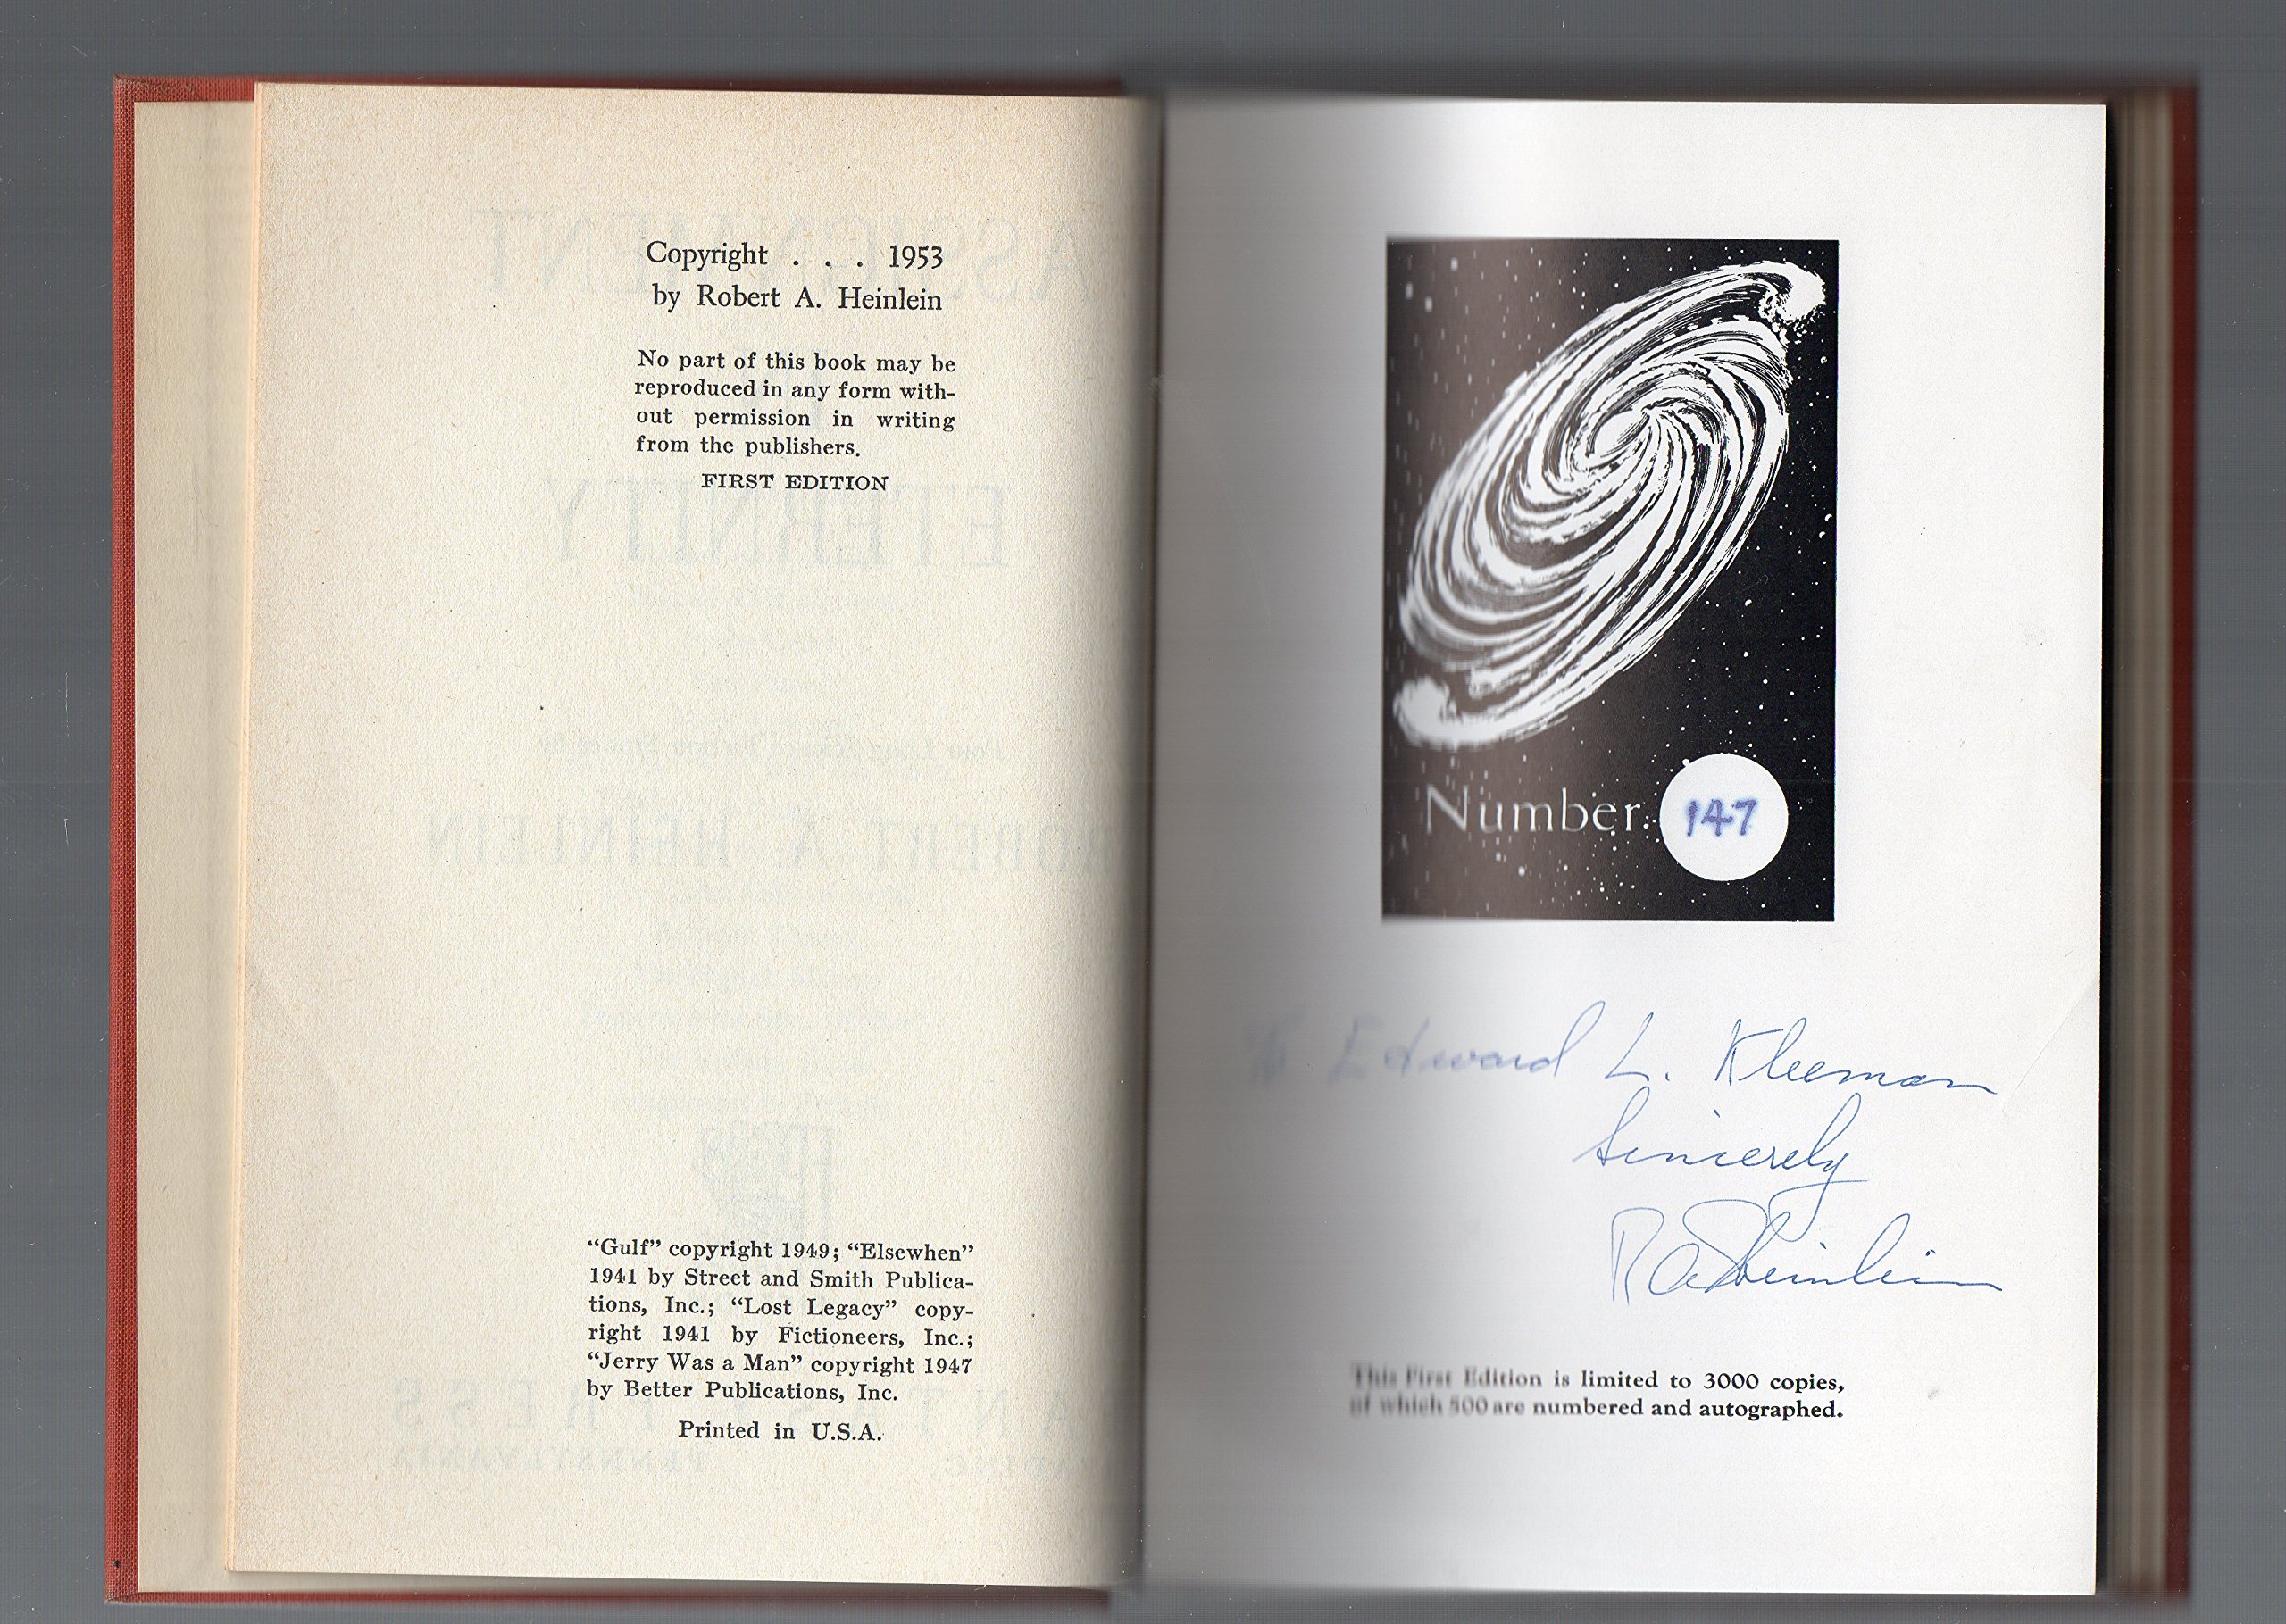 Copyright . . . 1953
by Robert A. Heinlein
No part of this book may be
reproduced in any form with-
out permission in writing
from the publishers.
FIRST EDITION
"Gulf" copyright 1949; "Elsewhen"
1941 by Street and Smith Publica-
tions, Inc.; "Lost Legacy" copy-
right 1941 by Fictioneers, Inc.;
"Jerry Was a Man" copyright 1947
by Better Publications, Inc.
Printed in U.S.A.
Number 147
To Edward L. Kleeman
Sincerely
R A Heinlein
This First Edition is limited to 3000 copies,
of which 500 are numbered and autographed.